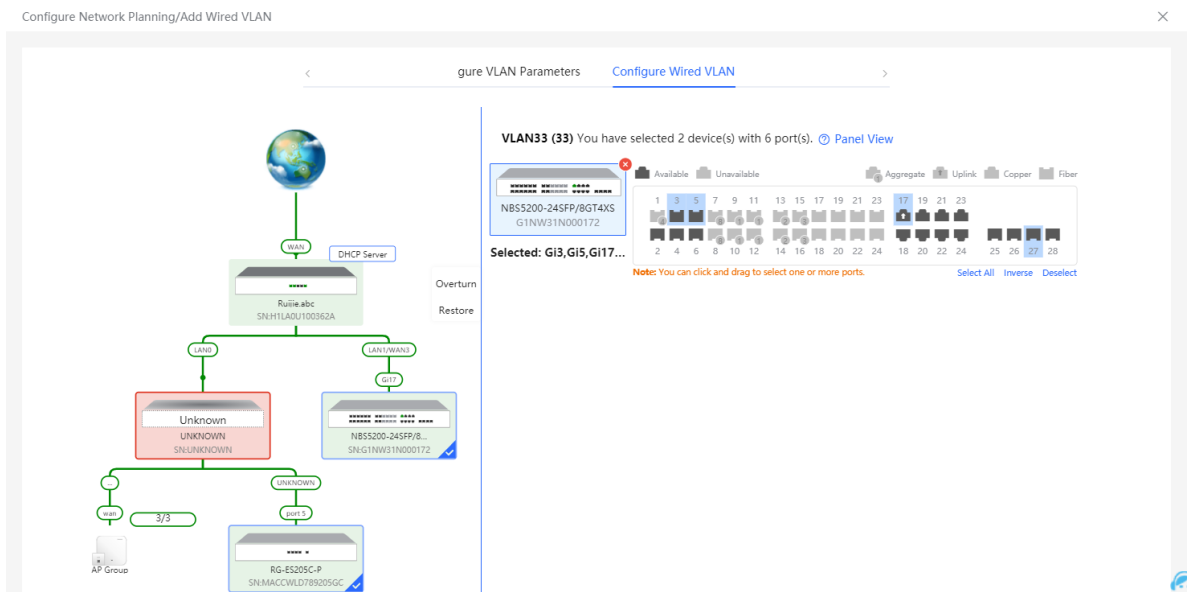 Configure Network Planning/Add Wired VLAN
gure VLAN Parameters Configure Wired VLAN
WAN
DHCP Server
Ruijie.abc
SN:H1LA0U100362A
Overturn
Restore
LAN0
LAN1/WAN3
Gi17
Unknown
UNKNOWN
SN:UNKNOWN
NBS5200-24SFP/8...
SN:G1NW31N000172
...
UNKNOWN
wan
3/3
port 5
AP Group
RG-ES205C-P
SN:MACCWLD789205GC
VLAN33 (33) You have selected 2 device(s) with 6 port(s). Panel View
NBS5200-24SFP/8GT4XS
G1NW31N000172
Selected: Gi3,Gi5,Gi17...
Available Unavailable Aggregate Uplink Copper Fiber
1 3 5 7 9 11 13 15 17 19 21 23 17 19 21 23
2 4 6 8 10 12 14 16 18 20 22 24 18 20 22 24 25 26 27 28
Note: You can click and drag to select one or more ports. Select All Inverse Deselect